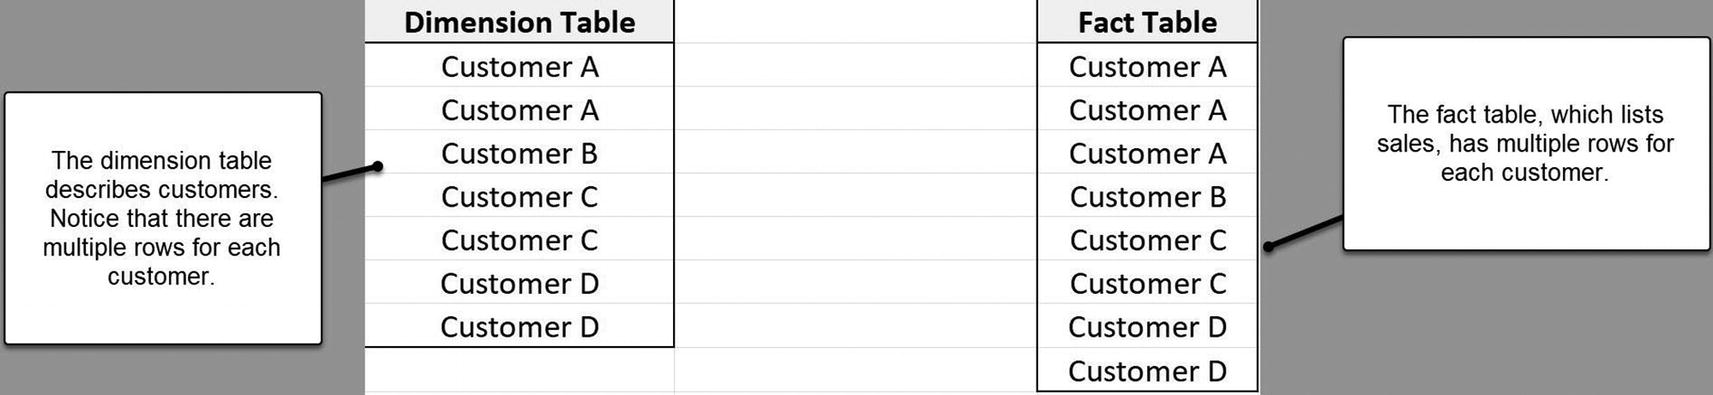 Dimension Table
Customer A
Customer A
Customer B
Customer C
Customer C
Customer D
Customer D
Fact Table
Customer A
Customer A
Customer A
Customer B
Customer C
Customer C
Customer D
Customer D
The dimension table
describes customers.
Notice that there are
multiple rows for each
customer.
The fact table, which lists
sales, has multiple rows for
each customer.